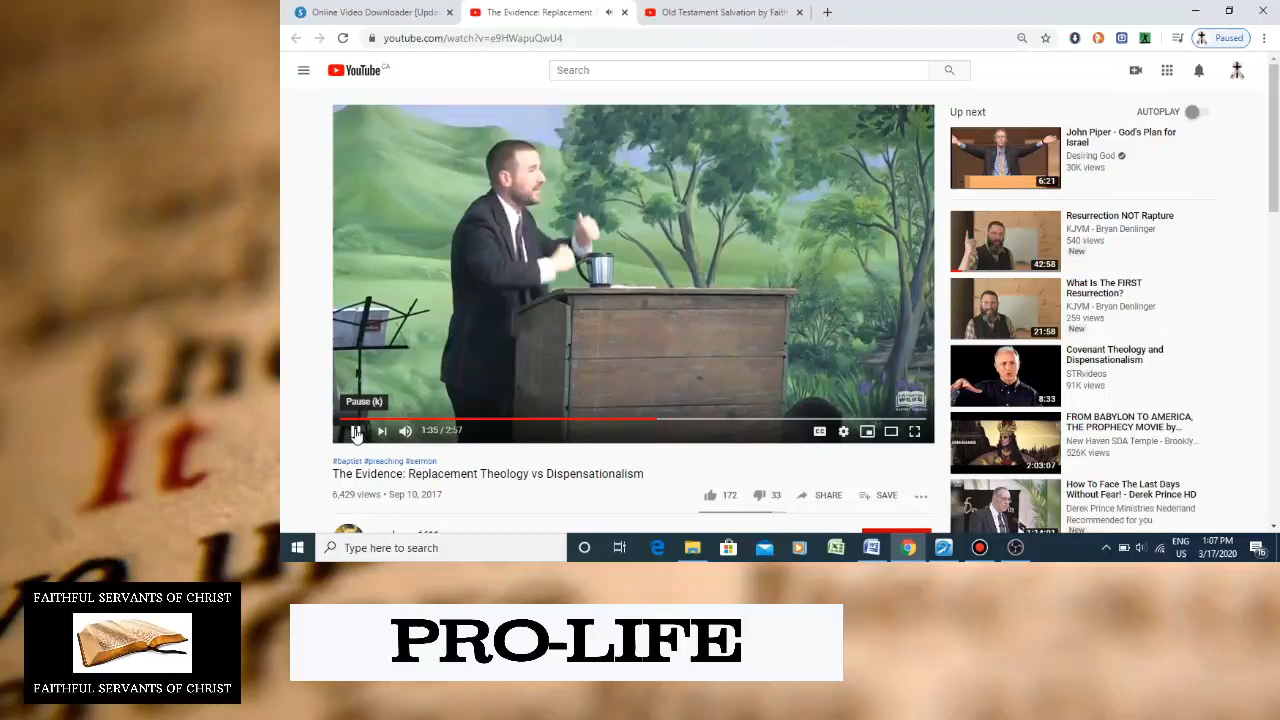 Online Video Downloader [Upda
The Evidence: Replacement
Old Testament Salvation by Faith
youtube.com/watch?v=e9HWapuQwU4
Paused
YouTube CA
Search
Up next
AUTOPLAY
John Piper - God's Plan for
Israel
Desiring God
30K views
6:21
Resurrection NOT Rapture
KJVM - Bryan Denlinger
540 views
New
42:58
What Is The FIRST
Resurrection?
KJVM - Bryan Denlinger
259 views
New
21:58
Covenant Theology and
Dispensationalism
STRvideos
91K views
8:33
FROM BABYLON TO AMERICA,
THE PROPHECY MOVIE by
New Haven SDA Temple - Brooklyn...
526K views
2:03:07
How To Face The Last Days
Without Fear! - Derek Prince HD
Derek Prince Ministries Nederland
Recommended for you
New
Pause (k)
1:35 / 2:57
#baptist #preaching #sermon
The Evidence: Replacement Theology vs Dispensationalism
6,429 views • Sep 10, 2017
172
33
SHARE
SAVE
Type here to search
ENG
US
1:07 PM
3/17/2020
16
It
FAITHFUL SERVANTS OF CHRIST
FAITHFUL SERVANTS OF CHRIST
PRO-LIFE